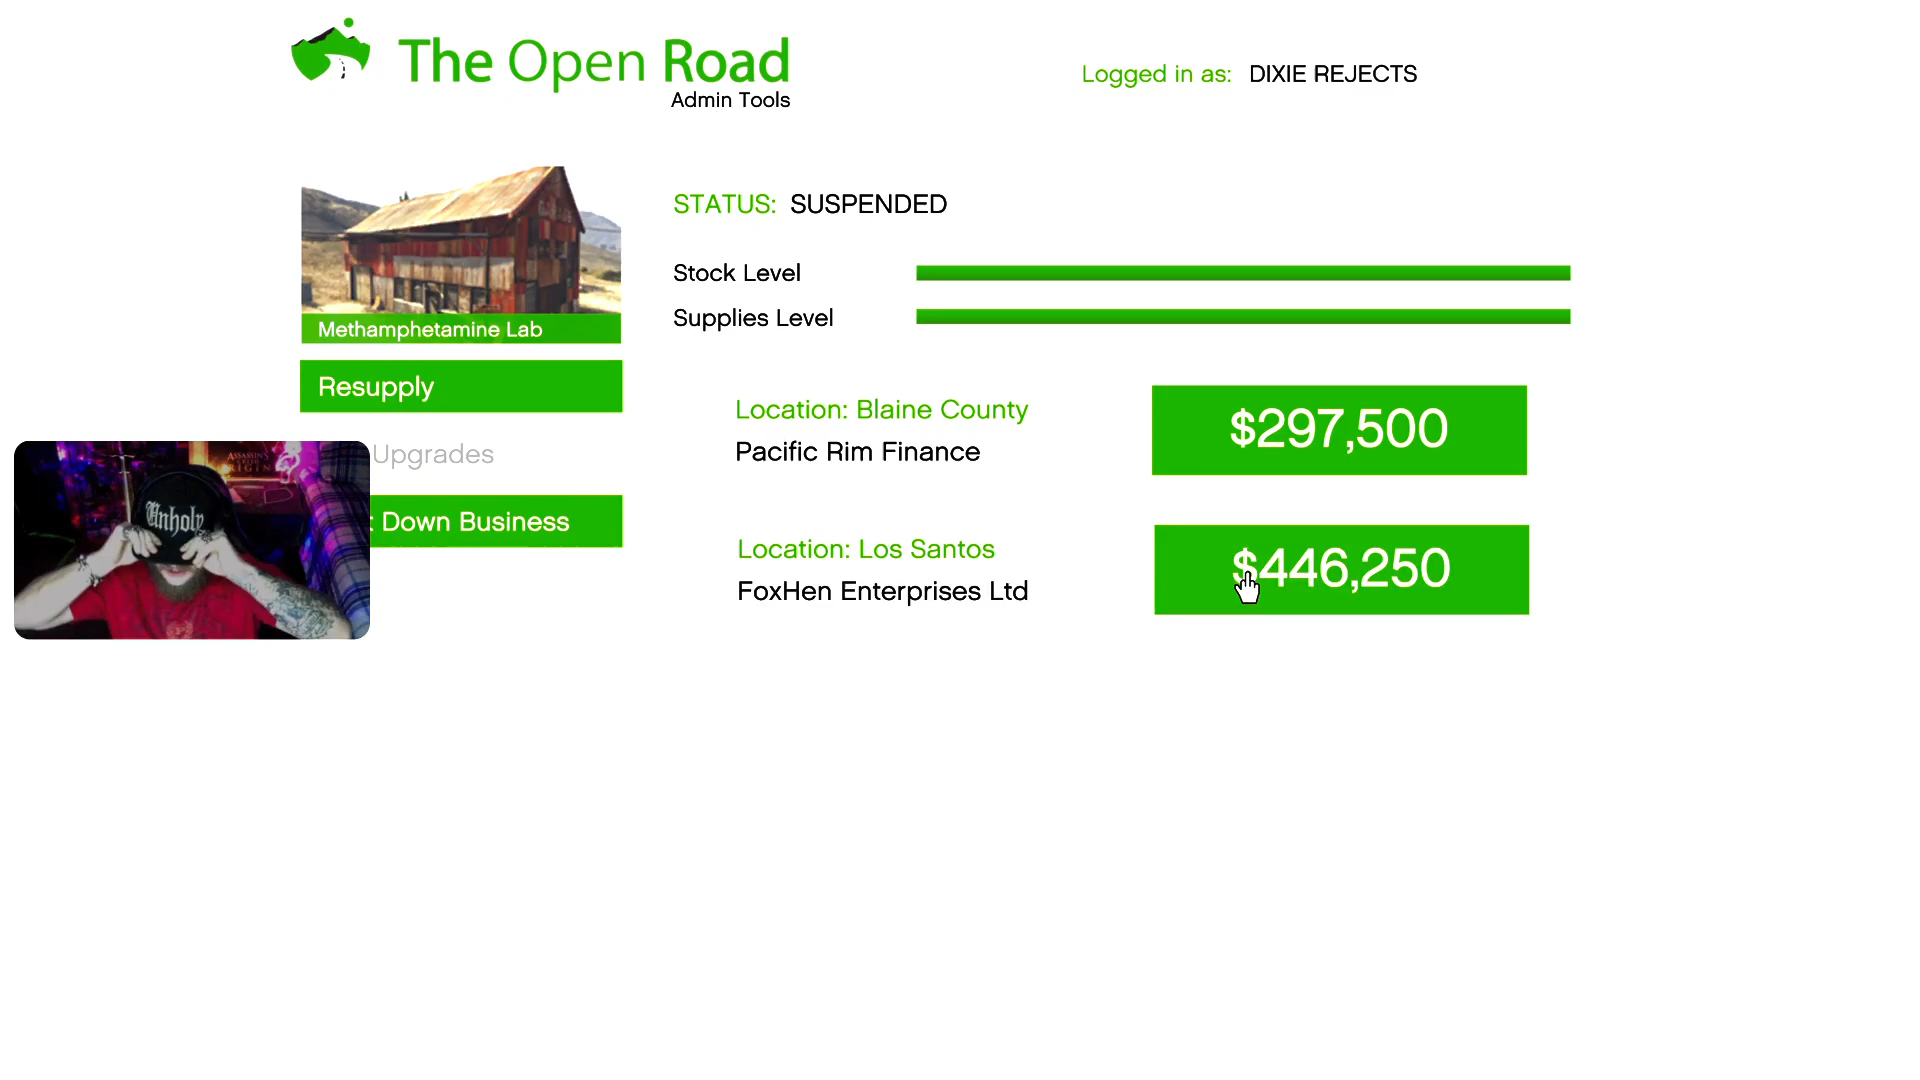 The Open Road
Admin Tools
Logged in as: DIXIE REJECTS
STATUS: SUSPENDED
Stock Level
Supplies Level
Methamphetamine Lab
Resupply
Location: Blaine County
Pacific Rim Finance
$297,500
Upgrades
Down Business
Location: Los Santos
FoxHen Enterprises Ltd
$446,250
Unholy
ASSASSIN'S